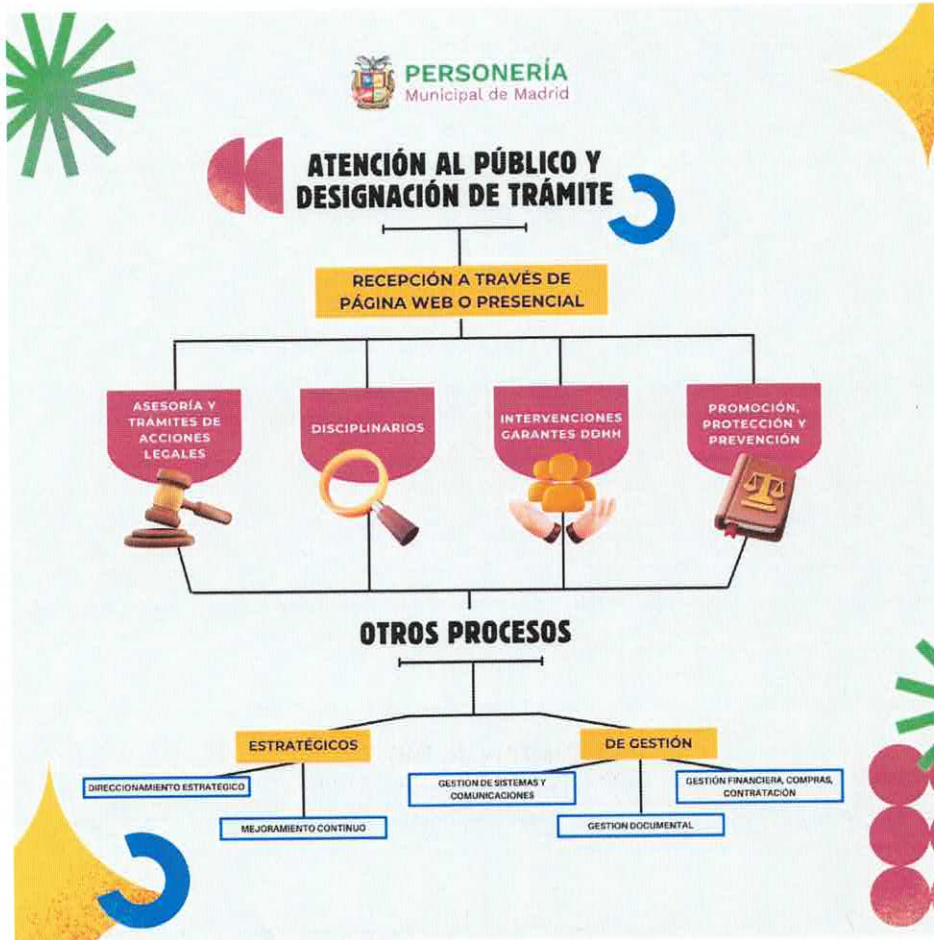 PERSONERÍA
Municipal de Madrid
ATENCIÓN AL PÚBLICO Y
DESIGNACIÓN DE TRÁMITE
RECEPCIÓN A TRAVÉS DE
PÁGINA WEB O PRESENCIAL
ASESORÍA Y
TRAMITES DE
ACCIONES
LEGALES
DISCIPLINARIOS
INTERVENCIONES
GARANTES DDHH
PROMOCIÓN,
PROTECCIÓN Y
PREVENCIÓN
OTROS PROCESOS
ESTRATÉGICOS
DE GESTIÓN
DIRECCIONAMIENTO ESTRATÉGICO
MEJORAMIENTO CONTINUO
GESTION DE SISTEMAS Y
COMUNICACIONES
GESTIÓN FINANCIERA, COMPRAS,
CONTRATACIÓN
GESTION DOCUMENTAL